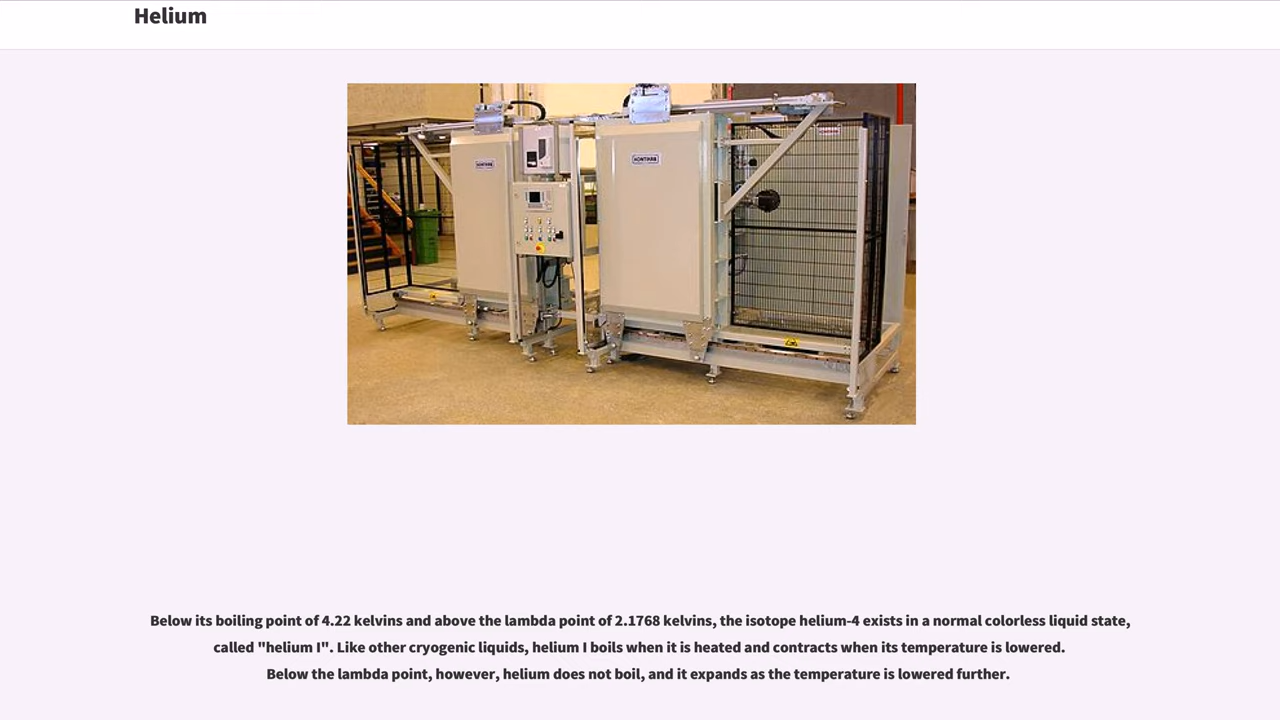 Helium
Below its boiling point of 4.22 kelvins and above the lambda point of 2.1768 kelvins, the isotope helium-4 exists in a normal colorless liquid state,
called "helium I". Like other cryogenic liquids, helium I boils when it is heated and contracts when its temperature is lowered.
Below the lambda point, however, helium does not boil, and it expands as the temperature is lowered further.